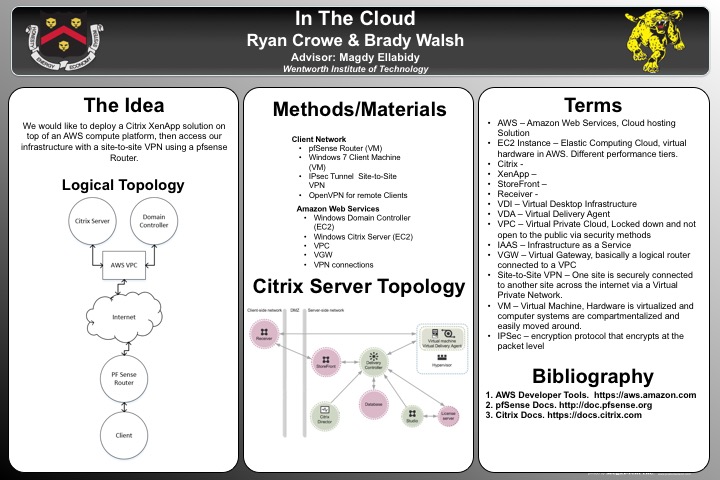 In The Cloud
Ryan Crowe & Brady Walsh
Advisor: Magdy Ellabidy
Wentworth Institute of Technology
HONESTY ENERGY ECONOMY SYSTEM
The Idea
We would like to deploy a Citrix XenApp solution on
top of an AWS compute platform, then access our
infrastructure with a site-to-site VPN using a pfsense
Router.
Logical Topology
Citrix Server
Domain
Controller
AWS VPC
Internet
PF Sense
Router
Client
Methods/Materials
Client Network
• pfSense Router (VM)
• Windows 7 Client Machine
(VM)
• IPsec Tunnel Site-to-Site
VPN
• OpenVPN for remote Clients
Amazon Web Services
• Windows Domain Controller
(EC2)
• Windows Citrix Server (EC2)
• VPC
• VGW
• VPN connections
Citrix Server Topology
Client-side network
DMZ
Server-side network
Receiver
StoreFront
Delivery
Controller
Virtual machine
Virtual Delivery Agent
Hypervisor
Citrix
Director
Database
Studio
License
server
Terms
• AWS – Amazon Web Services, Cloud hosting
Solution
• EC2 Instance – Elastic Computing Cloud, virtual
hardware in AWS. Different performance tiers.
• Citrix -
• XenApp –
• StoreFront –
• Receiver -
• VDI – Virtual Desktop Infrastructure
• VDA – Virtual Delivery Agent
• VPC – Virtual Private Cloud, Locked down and not
open to the public via security methods
• IAAS – Infrastructure as a Service
• VGW – Virtual Gateway, basically a logical router
connected to a VPC
• Site-to-Site VPN – One site is securely connected
to another site across the internet via a Virtual
Private Network.
• VM – Virtual Machine, Hardware is virtualized and
computer systems are compartmentalized and
easily moved around.
• IPSec – encryption protocol that encrypts at the
packet level
Bibliography
1. AWS Developer Tools. https://aws.amazon.com
2. pfSense Docs. http://doc.pfsense.org
3. Citrix Docs. https://docs.citrix.com